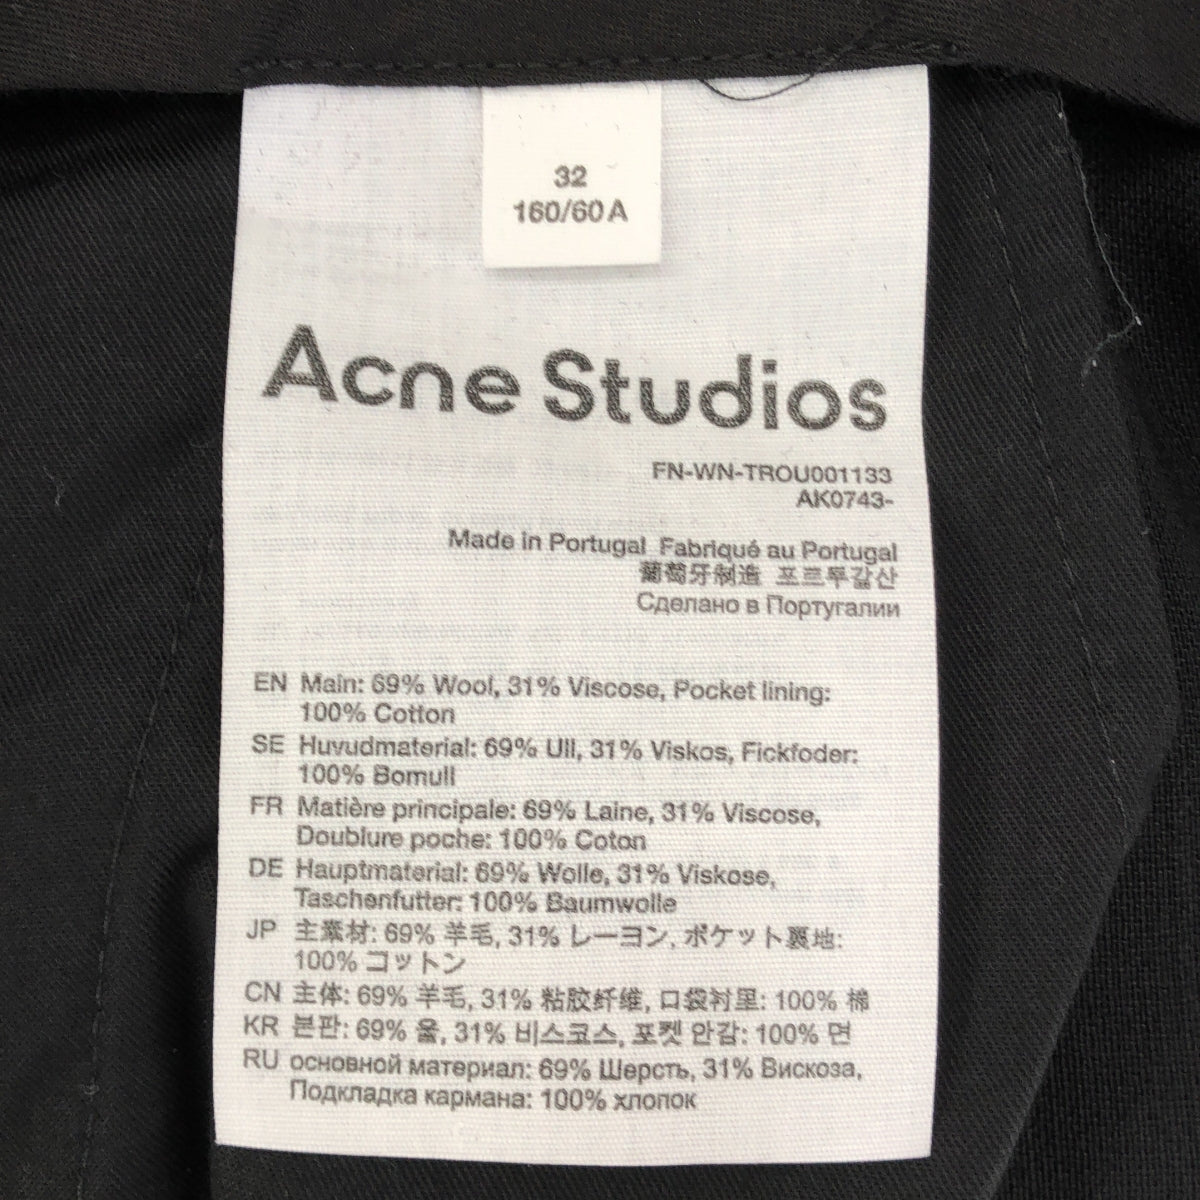 32
160/60A
Acne Studios
FN-WN-TROU001133
AK0743-
Made in Portugal Fabriqué au Portugal
葡萄牙制造 포르투갈산
Сделано в Португалии
EN Main: 69% Wool, 31% Viscose, Pocket lining:
100% Cotton
SE Huvudmaterial: 69% Ull, 31% Viskos, Fickfoder:
100% Bomull
FR Matière principale: 69% Laine, 31% Viscose,
Doublure poche: 100% Coton
DE Hauptmaterial: 69% Wolle, 31% Viskose,
Taschenfutter: 100% Baumwolle
JP 主素材: 69% 羊毛, 31% レーヨン, ポケット裏地:
100% コットン
CN 主体: 69% 羊毛, 31% 粘胶纤维, 口袋衬里: 100% 棉
KR 본판: 69% 울, 31% 비스코스, 포켓 안감: 100% 면
RU основной материал: 69% Шерсть, 31% Вискоза,
Подкладка кармана: 100% хлопок